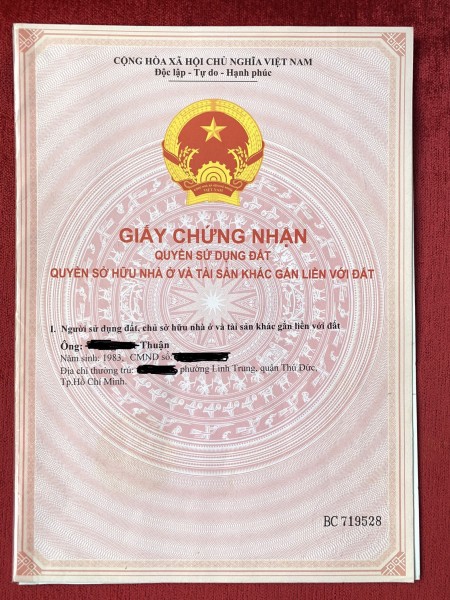 CỘNG HÒA XÃ HỘI CHỦ NGHĨA VIỆT NAM
Độc lập - Tự do - Hạnh phúc
VIỆT NAM
GIẤY CHỨNG NHẬN
QUYỀN SỬ DỤNG ĐẤT
QUYỀN SỞ HỮU NHÀ Ở VÀ TÀI SẢN KHÁC GẮN LIỀN VỚI ĐẤT
I. Người sử dụng đất, chủ sở hữu nhà ở và tài sản khác gắn liền với đất
Ông: Thuận
Năm sinh: 1983, CMND số:
Địa chỉ thường trú: phường Linh Trung, quận Thủ Đức,
Tp.Hồ Chí Minh.
BC 719528